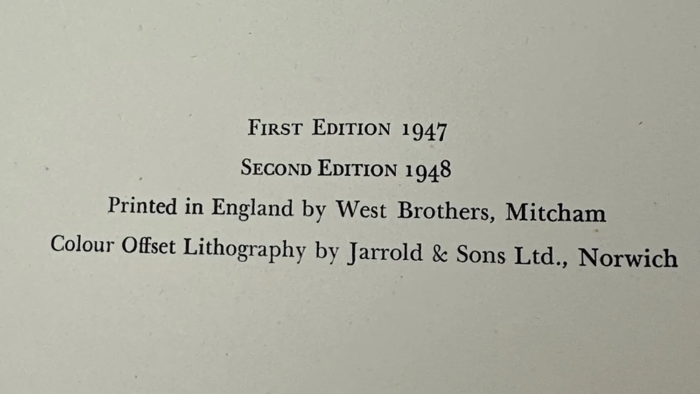 First Edition 1947
Second Edition 1948
Printed in England by West Brothers, Mitcham
Colour Offset Lithography by Jarrold & Sons Ltd., Norwich